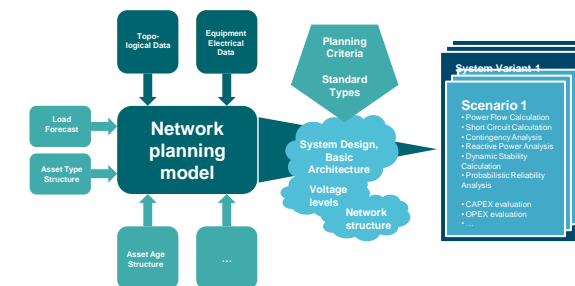 Topo-
logical Data
Equipment
Electrical
Data
Planning
Criteria
Standard
Types
Load
Forecast
Asset Type
Structure
Network
planning
model
Asset Age
Structure
...
System Design,
Basic
Architecture
Voltage
levels
Network
structure
System Variant 1
Scenario 1
• Power Flow Calculation
• Short Circuit Calculation
• Contingency Analysis
• Reactive Power Analysis
• Dynamic Stability
Calculation
• Probabilistic Reliability
Analysis
• CAPEX evaluation
• OPEX evaluation
• ...